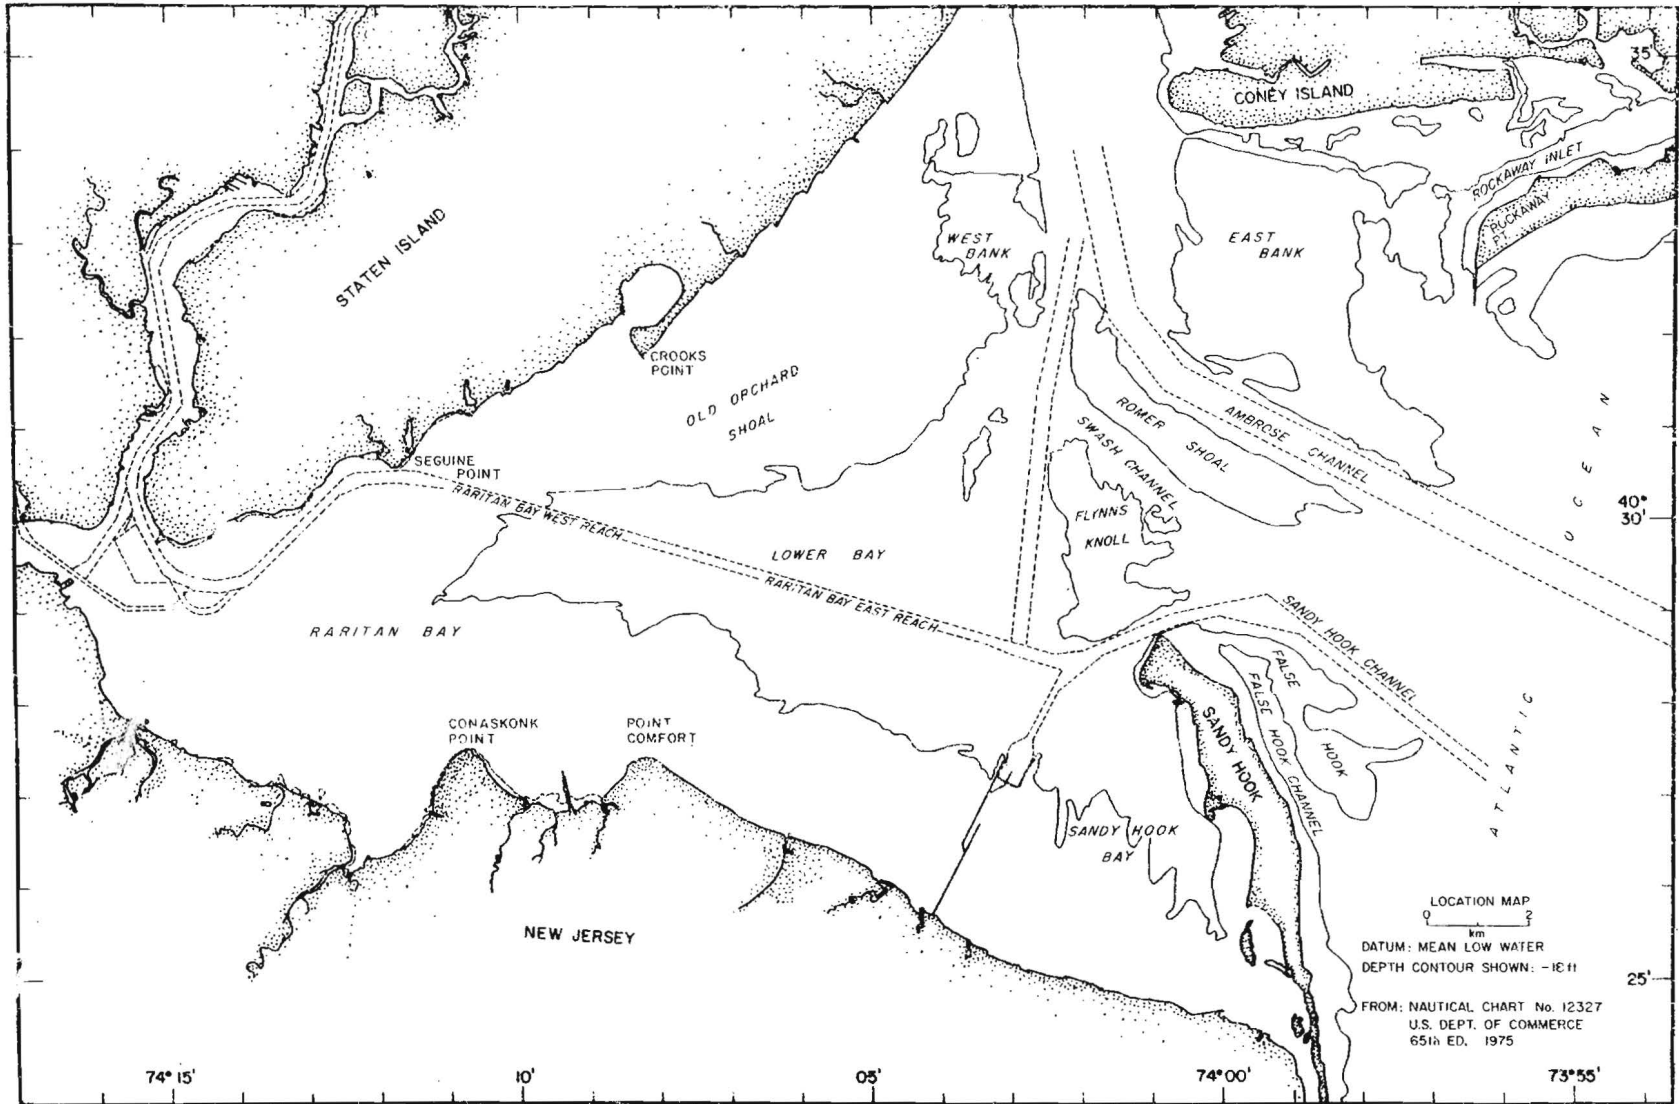 35'
CONEY ISLAND
ROCKAWAY INLET
ROCKAWAY
PT.
STATEN ISLAND
WEST
BANK
EAST
BANK
CROOKS
POINT
OLD ORCHARD
SHOAL
ROMER
SHOAL
AMBROSE
CHANNEL
SWASH CHANNEL
OCEAN
SEGUINE
POINT
RARITAN BAY WEST REACH
40°
30'
FLYNNS
KNOLL
LOWER BAY
RARITAN BAY EAST REACH
SANDY HOOK CHANNEL
RARITAN BAY
FALSE
HOOK
FALSE HOOK CHANNEL
SANDY HOOK
ATLANTIC
CONASKONK
POINT
POINT
COMFORT
SANDY HOOK
BAY
NEW JERSEY
LOCATION MAP
0 2
km
DATUM: MEAN LOW WATER
DEPTH CONTOUR SHOWN: -18 ft
25'
FROM: NAUTICAL CHART No. 12327
U.S. DEPT. OF COMMERCE
65th ED. 1975
74° 15'
10'
05'
74° 00'
73° 55'